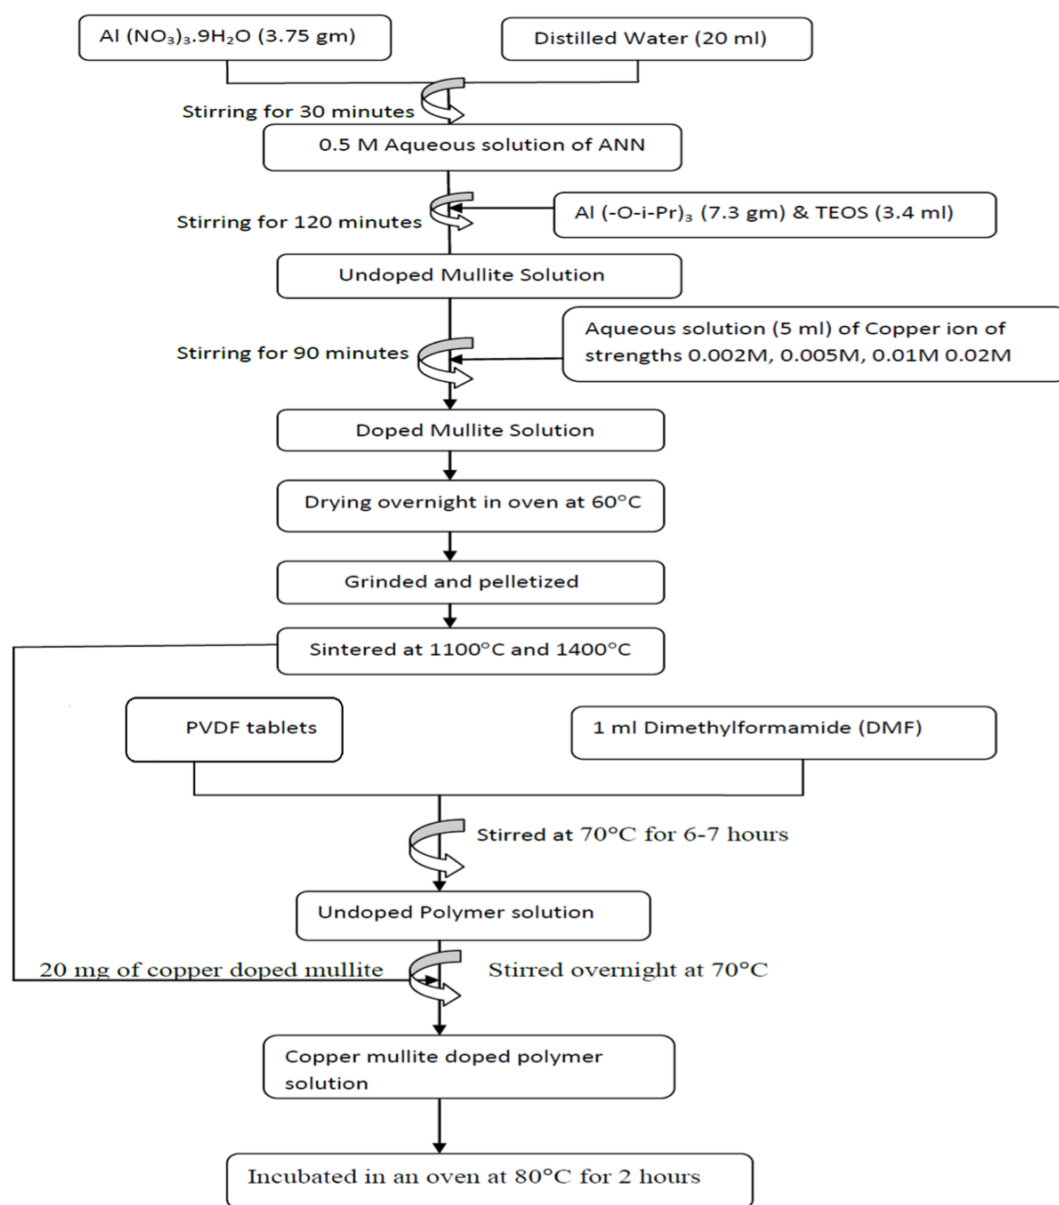 Al (NO₃)₃.9H₂O (3.75 gm)
Distilled Water (20 ml)
Stirring for 30 minutes
0.5 M Aqueous solution of ANN
Stirring for 120 minutes
Al (-O-i-Pr)₃ (7.3 gm) & TEOS (3.4 ml)
Undoped Mullite Solution
Stirring for 90 minutes
Aqueous solution (5 ml) of Copper ion of
strengths 0.002M, 0.005M, 0.01M 0.02M
Doped Mullite Solution
Drying overnight in oven at 60°C
Grinded and pelletized
Sintered at 1100°C and 1400°C
PVDF tablets
1 ml Dimethylformamide (DMF)
Stirred at 70°C for 6-7 hours
Undoped Polymer solution
20 mg of copper doped mullite
Stirred overnight at 70°C
Copper mullite doped polymer
solution
Incubated in an oven at 80°C for 2 hours